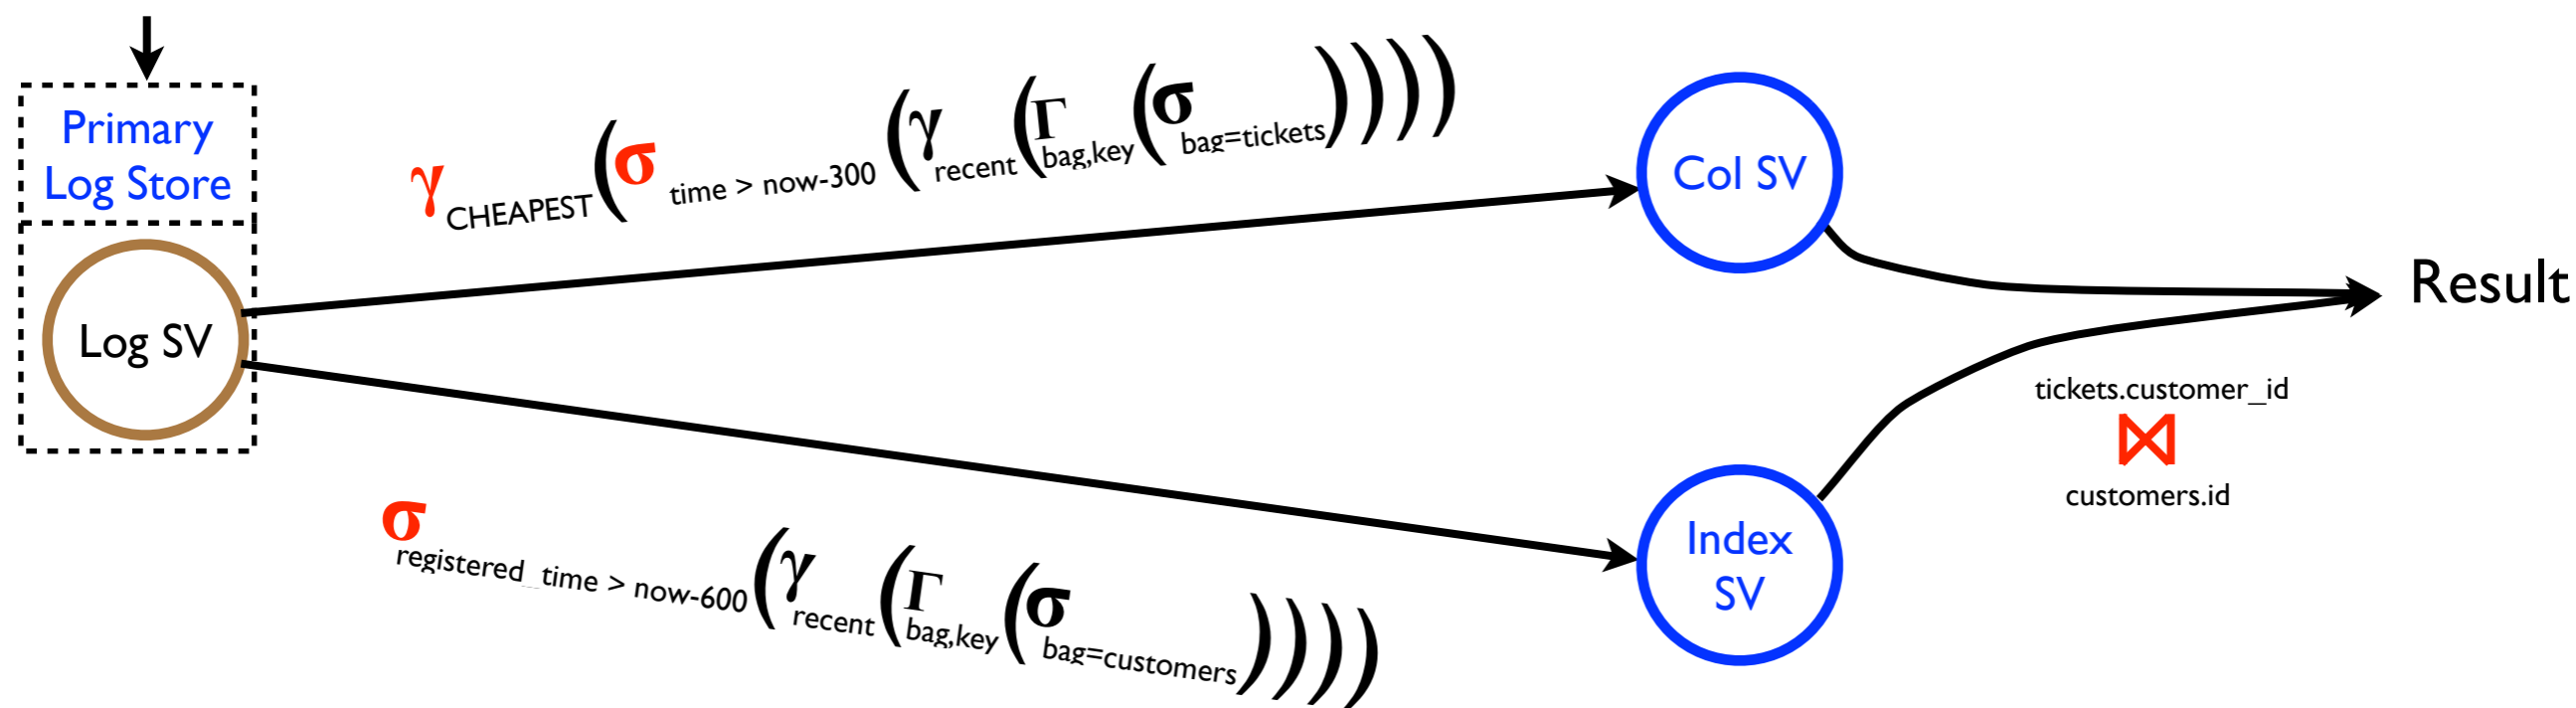 Primary
Log Store
Log SV
γ CHEAPEST (σ time > now-300 (γ recent (Γ bag,key (σ bag=tickets)))))
Col SV
Result
σ registered_time > now-600 (γ recent (Γ bag,key (σ bag=customers))))
Index
SV
tickets.customer_id
⋈
customers.id